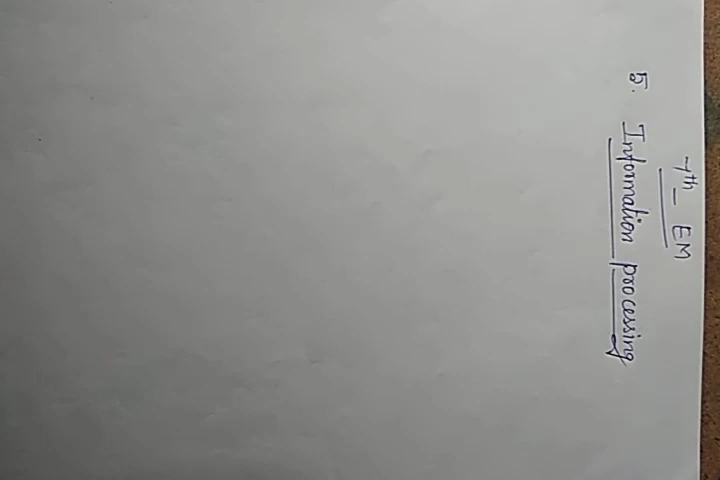 7th - EM
5. Information processing